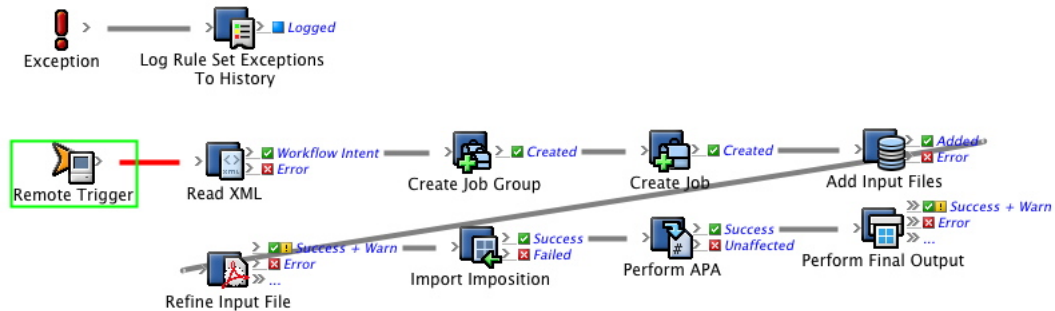 Logged
Exception
Log Rule Set Exceptions
To History
Workflow Intent
Error
Created
Created
Added
Error
Remote Trigger
Read XML
Create Job Group
Create Job
Add Input Files
Success + Warn
Error
...
Success
Failed
Success
Unaffected
Success + Warn
Error
...
Refine Input File
Import Imposition
Perform APA
Perform Final Output